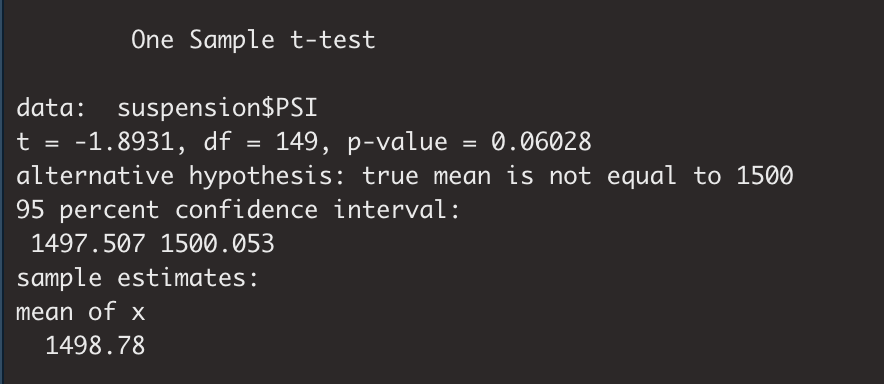 One Sample t-test
data:  suspension$PSI
t = -1.8931, df = 149, p-value = 0.06028
alternative hypothesis: true mean is not equal to 1500
95 percent confidence interval:
1497.507 1500.053
sample estimates:
mean of x
1498.78